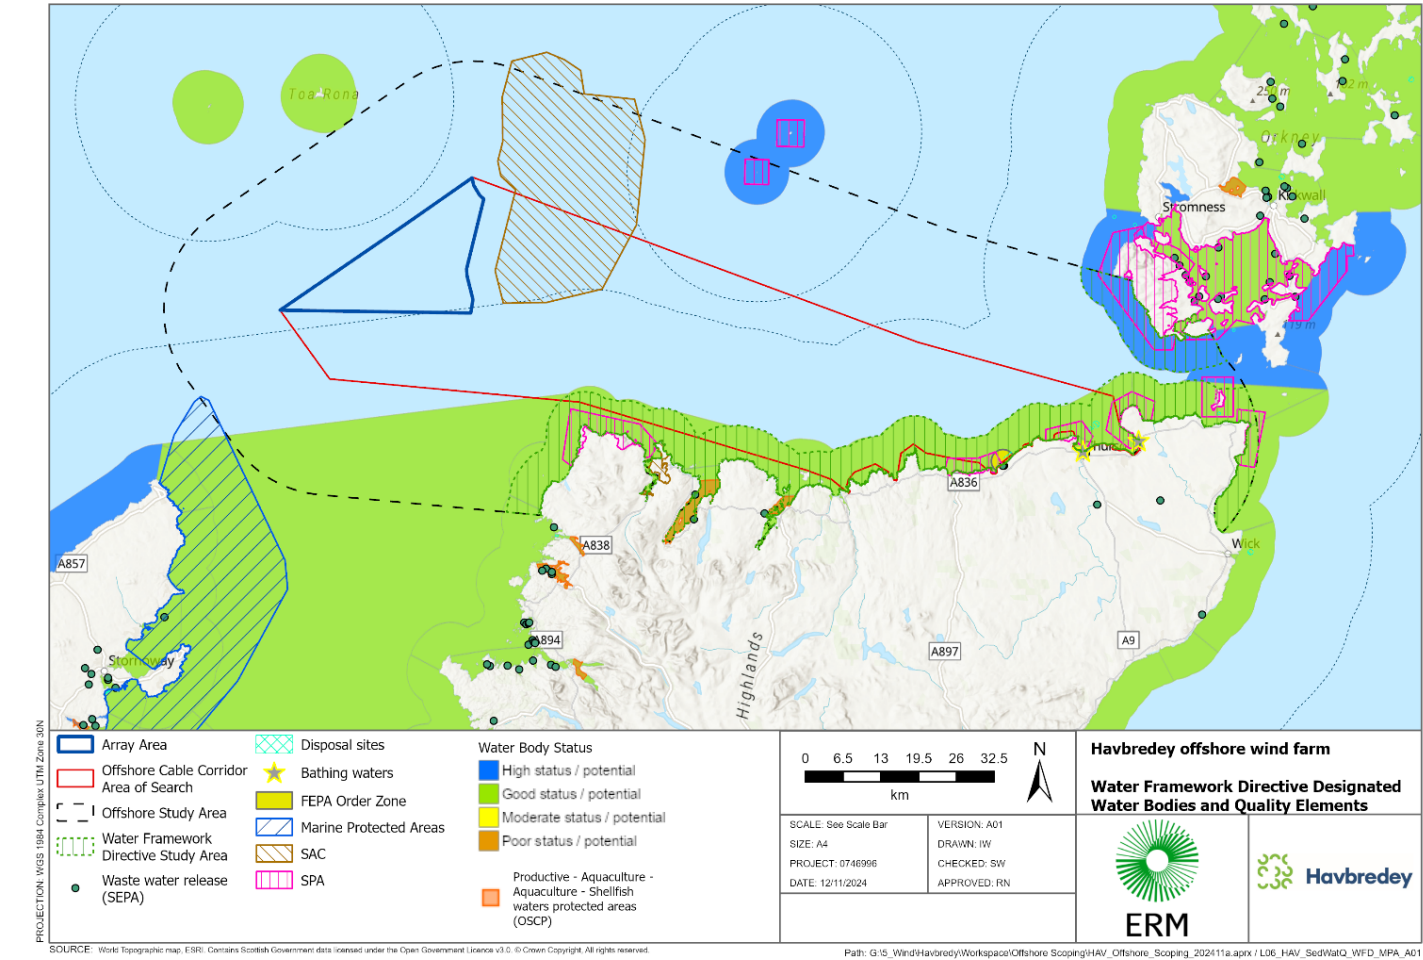 Toa Rona
250 m
Orkney
Kirkwall
Stromness
A836
A857
A838
Wick
Stornoway
A894
Highlands
A897
A9
Array Area
Offshore Cable Corridor
Area of Search
Offshore Study Area
Water Framework
Directive Study Area
Waste water release
(SEPA)
Disposal sites
Bathing waters
FEPA Order Zone
Marine Protected Areas
SAC
SPA
Water Body Status
High status / potential
Good status / potential
Moderate status / potential
Poor status / potential
Productive - Aquaculture -
Aquaculture - Shellfish
waters protected areas
(OSCP)
0 6.5 13 19.5 26 32.5
km
N
SCALE: See Scale Bar
SIZE: A4
PROJECT: 0746996
DATE: 12/11/2024
VERSION: A01
DRAWN: IW
CHECKED: SW
APPROVED: RN
Havbredey offshore wind farm
Water Framework Directive Designated
Water Bodies and Quality Elements
ERM
Havbredey
PROJECTION: WGS 1984 Complex UTM Zone 30N
SOURCE: World Topographic map, ESRI. Contains Scottish Government data licensed under the Open Government Licence v3.0. © Crown Copyright, All rights reserved.
Path: G:\5_Wind\Havbredy\Workspace\Offshore Scoping\HAV_Offshore_Scoping_202411a.aprx / L06_HAV_SedWatQ_WFD_MPA_A01